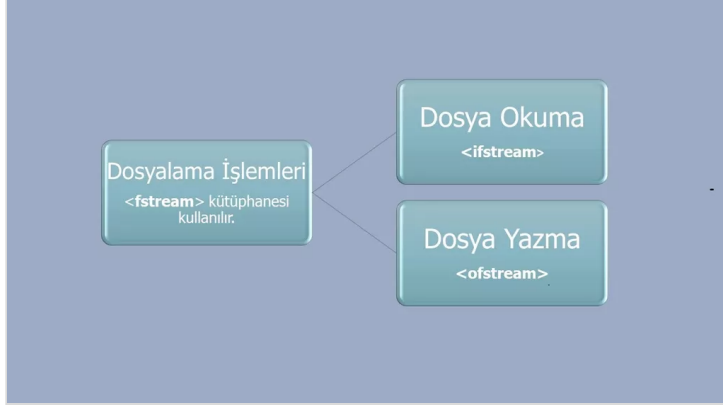 Dosyalama İşlemleri
<fstream> kütüphanesi
kullanılır.
Dosya Okuma
<ifstream>
Dosya Yazma
<ofstream>